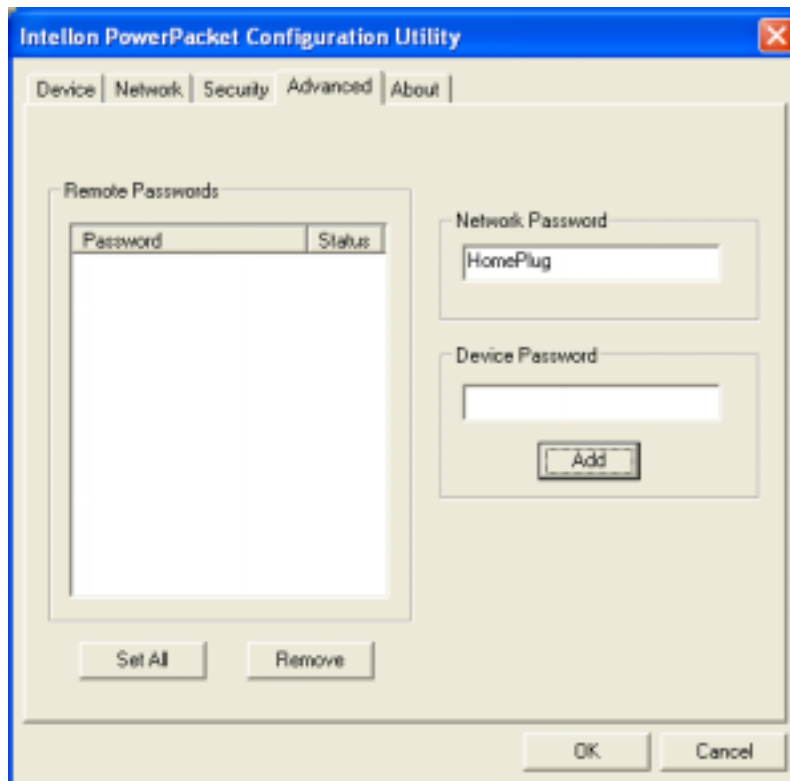 Intellon PowerPacket Configuration Utility
Device Network Security Advanced About
Remote Passwords
Password Status
Network Password
HomePlug
Device Password
Add
Set All Remove
OK Cancel